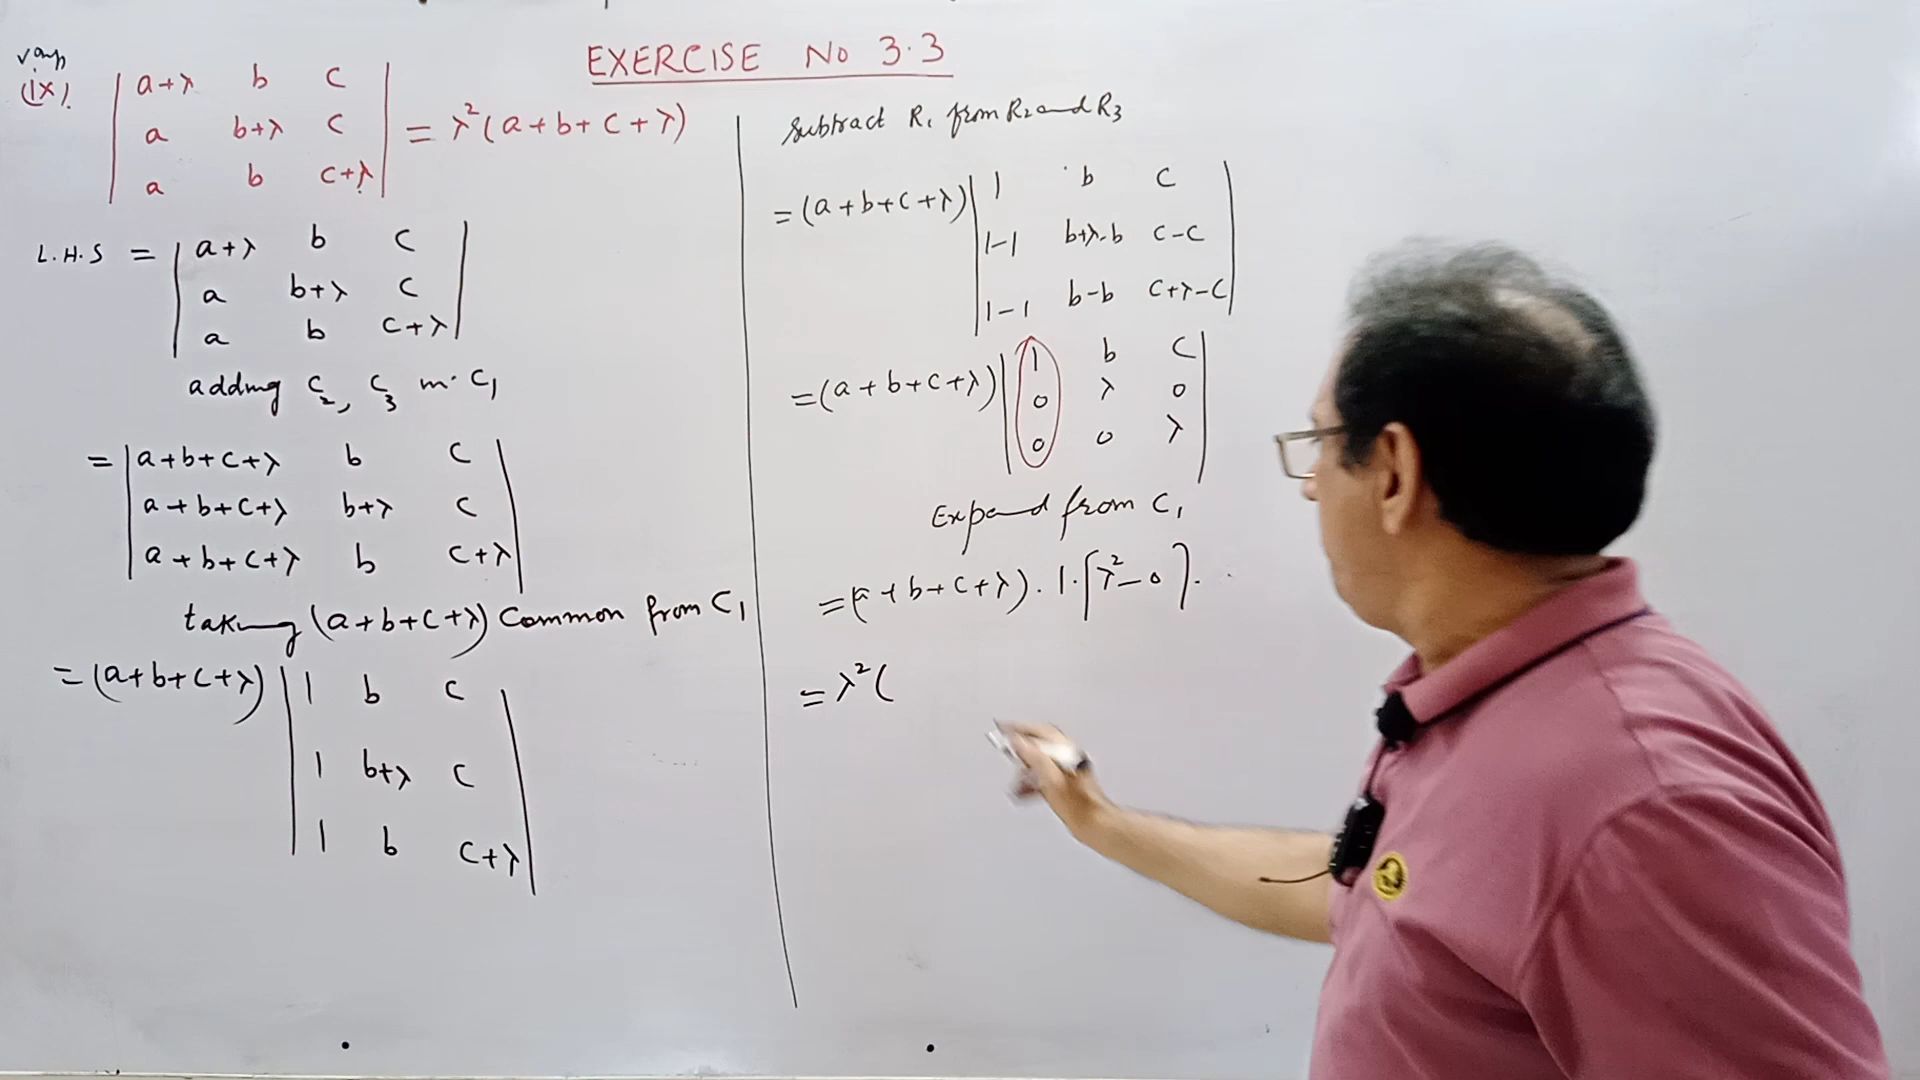 EXERCISE No 3.3
(ix).
| a+λ b c |
| a b+λ c | = λ²(a+b+c+λ)
| a b c+λ |
L.H.S = | a+λ b c |
| a b+λ c |
| a b c+λ |
adding C2, C3 in C1
= | a+b+c+λ b c |
| a+b+c+λ b+λ c |
| a+b+c+λ b c+λ |
taking (a+b+c+λ) Common from C1
= (a+b+c+λ) | 1 b c |
| 1 b+λ c |
| 1 b c+λ |
Subtract R1 from R2 and R3
= (a+b+c+λ) | 1 b c |
| 1-1 b+λ-b c-c |
| 1-1 b-b c+λ-c |
= (a+b+c+λ) | 1 b c |
| 0 λ 0 |
| 0 0 λ |
Expand from C1
= (a+b+c+λ).1.[λ²-0].
= λ²(